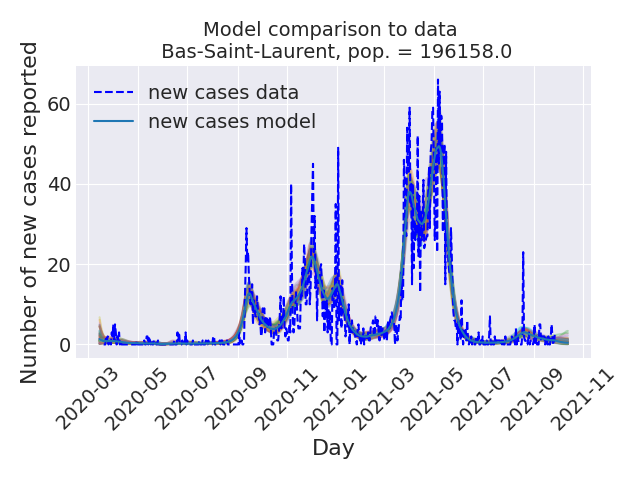 Model comparison to data
Bas-Saint-Laurent, pop. = 196158.0
new cases data
new cases model
Number of new cases reported
60
40
20
0
2020-03
2020-05
2020-07
2020-09
2020-11
2021-01
2021-03
2021-05
2021-07
2021-09
2021-11
Day